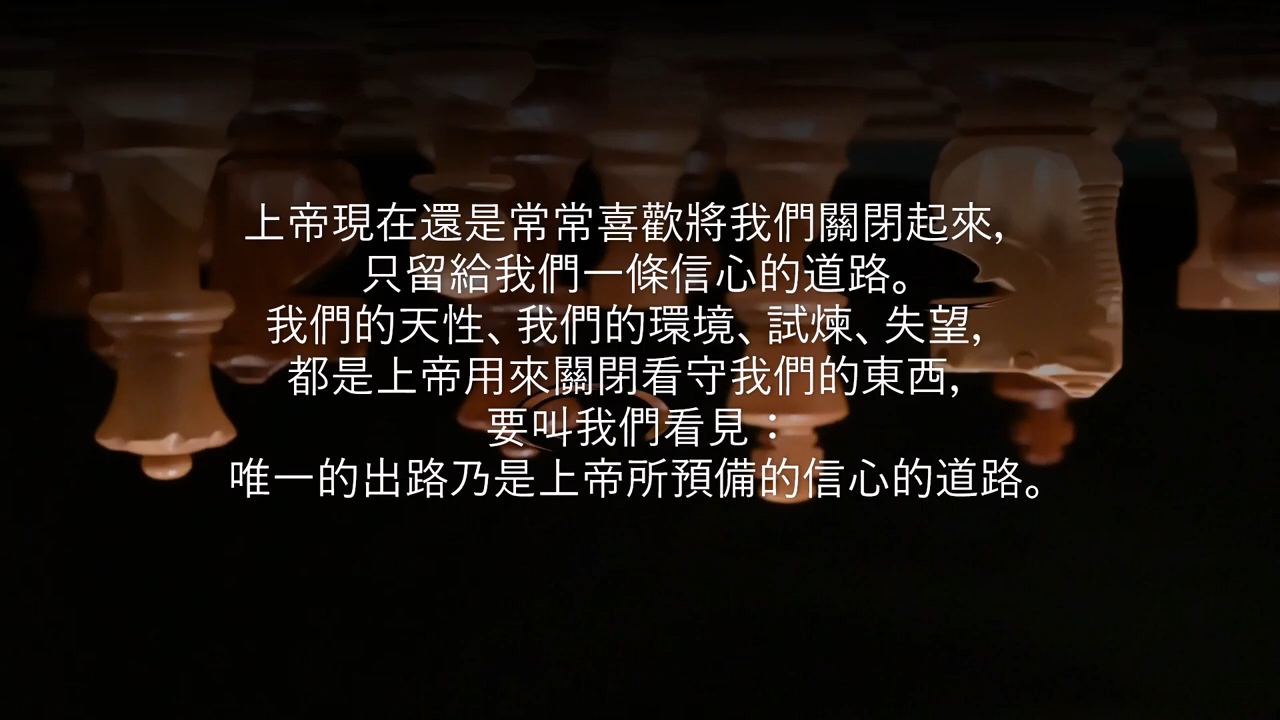 上帝現在還是常常喜歡將我們關閉起來,
只留給我們一條信心的道路。
我們的天性、我們的環境、試煉、失望,
都是上帝用來關閉看守我們的東西,
要叫我們看見：
唯一的出路乃是上帝所預備的信心的道路。